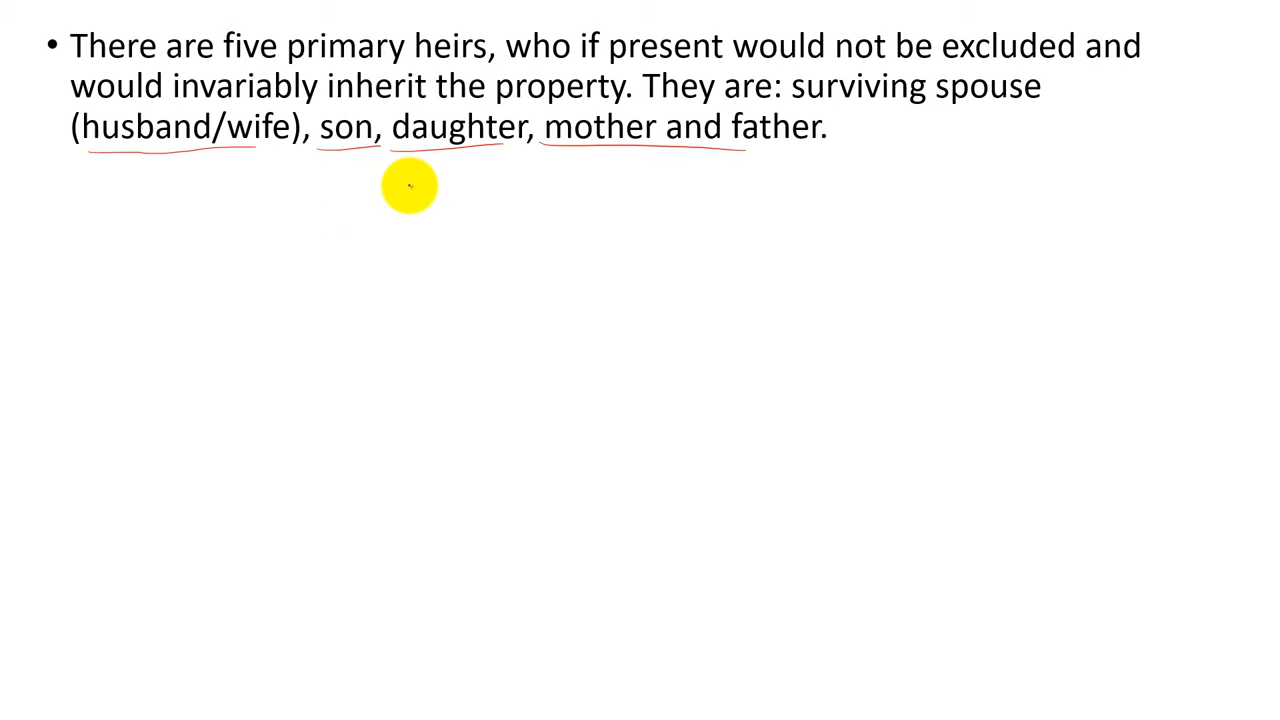 • There are five primary heirs, who if present would not be excluded and
would invariably inherit the property. They are: surviving spouse
(husband/wife), son, daughter, mother and father.